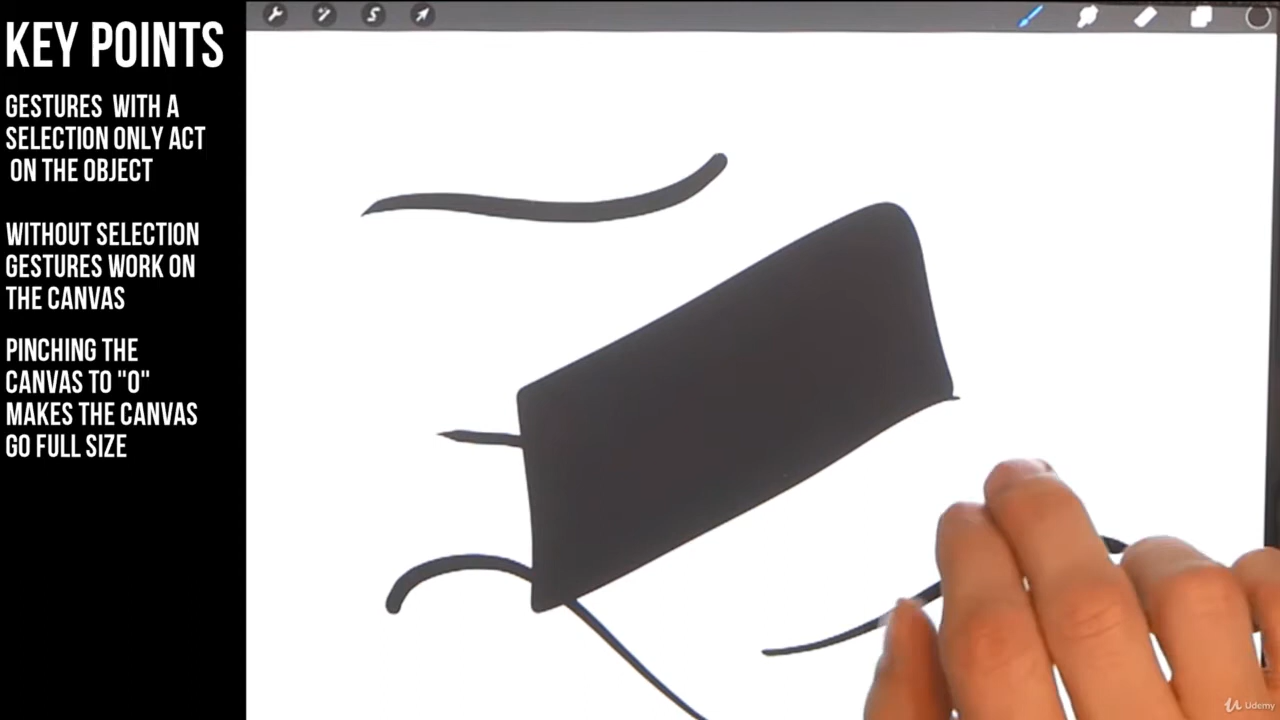 KEY POINTS
GESTURES WITH A
SELECTION ONLY ACT
ON THE OBJECT
WITHOUT SELECTION
GESTURES WORK ON
THE CANVAS
PINCHING THE
CANVAS TO "0"
MAKES THE CANVAS
GO FULL SIZE
Udemy